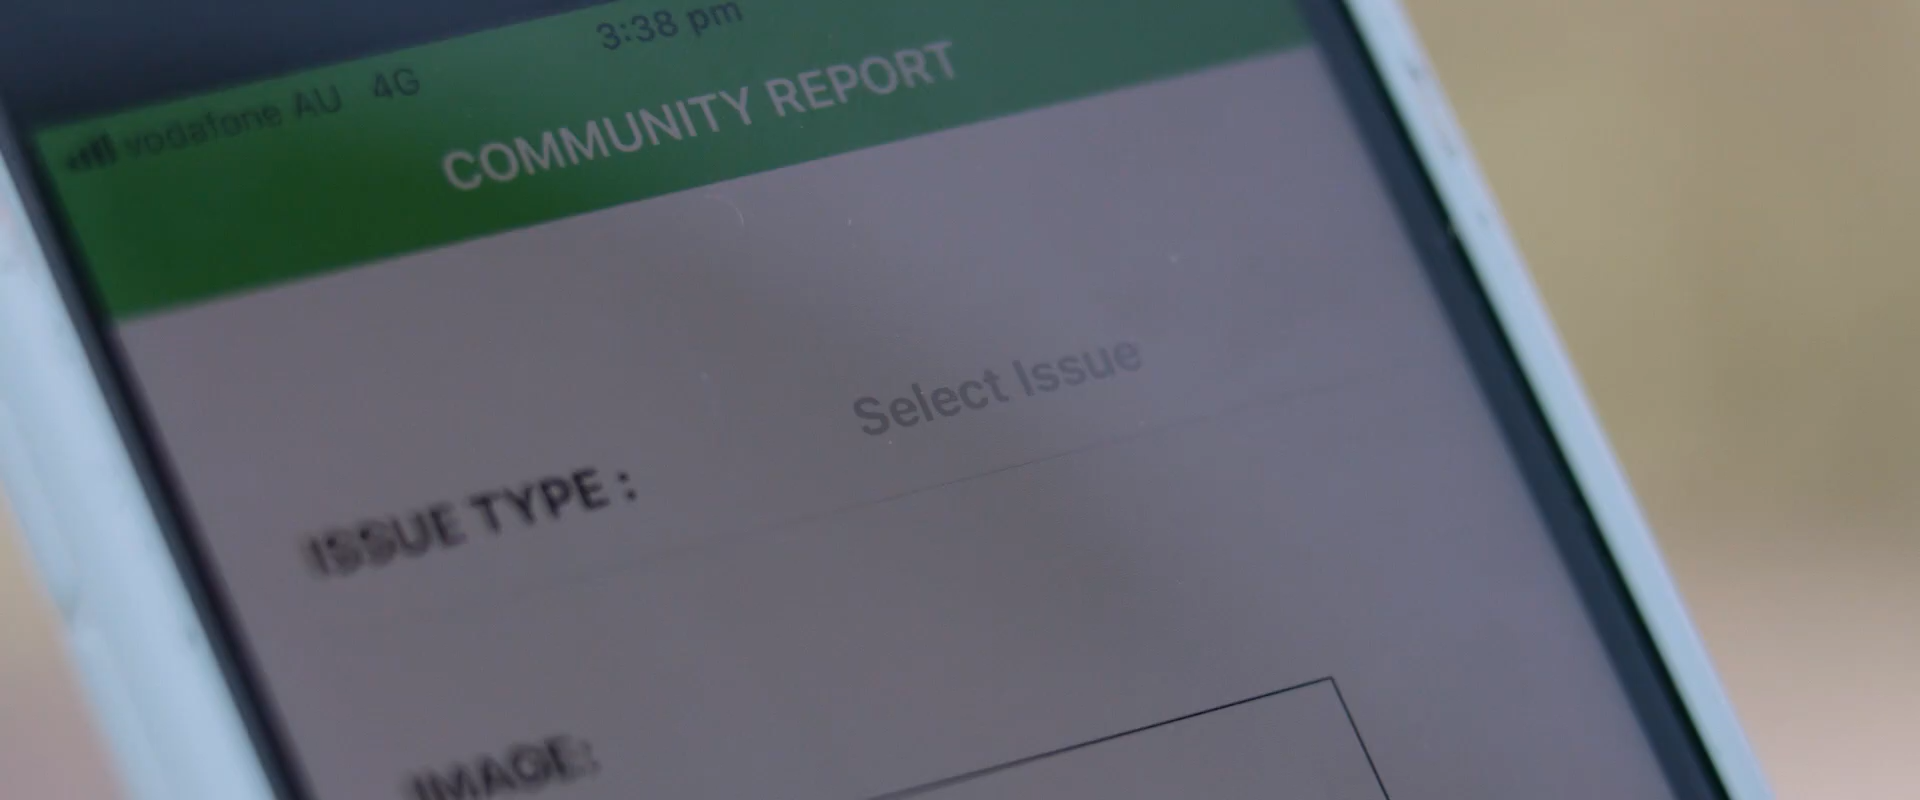 vodafone AU 4G 3:38 pm
COMMUNITY REPORT
Select Issue
ISSUE TYPE :
IMAGE: